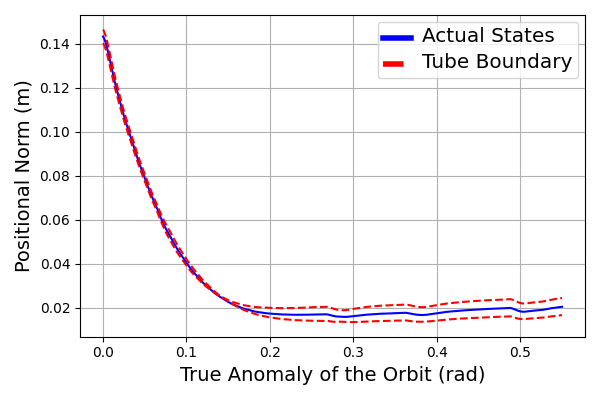 Actual States
Tube Boundary
Positional Norm (m)
0.14
0.12
0.10
0.08
0.06
0.04
0.02
0.0 0.1 0.2 0.3 0.4 0.5
True Anomaly of the Orbit (rad)